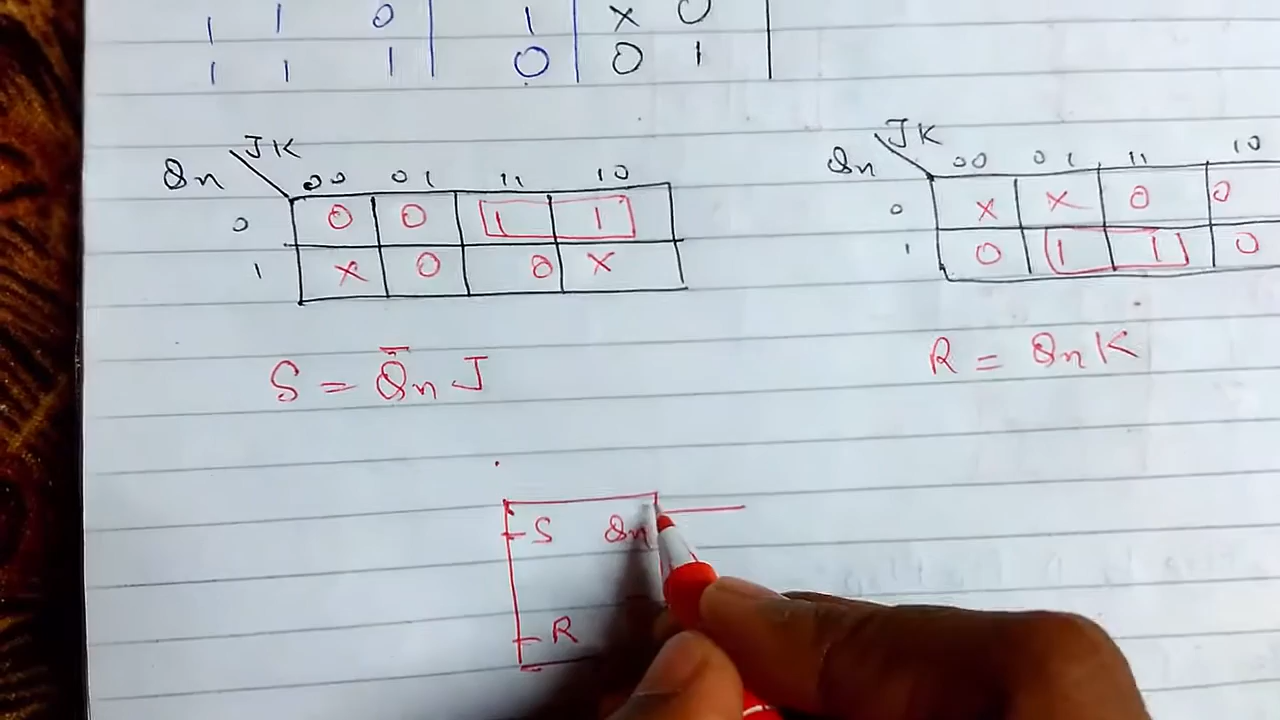 1 1 0 1 x 0
1 1 1 0 0 1
JK JK
Qn 00 01 11 10 Qn 00 01 11 10
0 0 0 1 1 0 x x 0 0
1 x 0 0 x 1 0 1 1 0
S = Q̄n J R = Qn K
S Qn
R